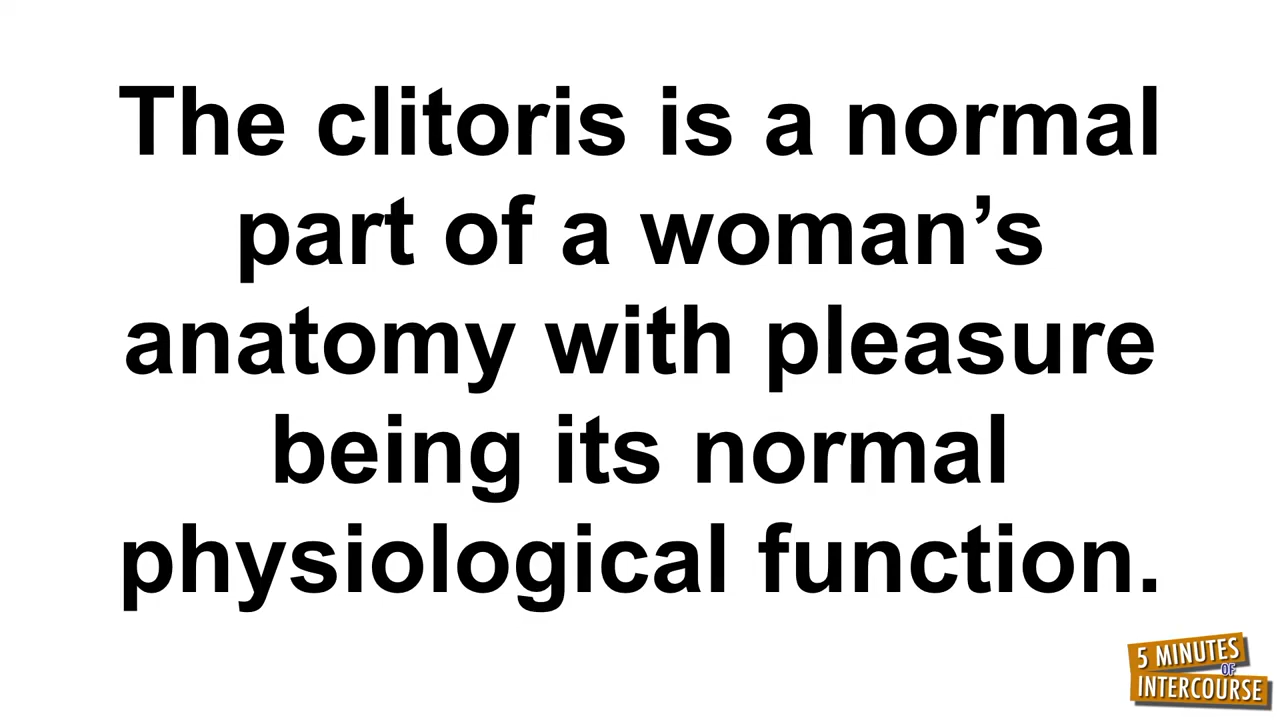 The clitoris is a normal
part of a woman’s
anatomy with pleasure
being its normal
physiological function.
5 MINUTES
OF
INTERCOURSE